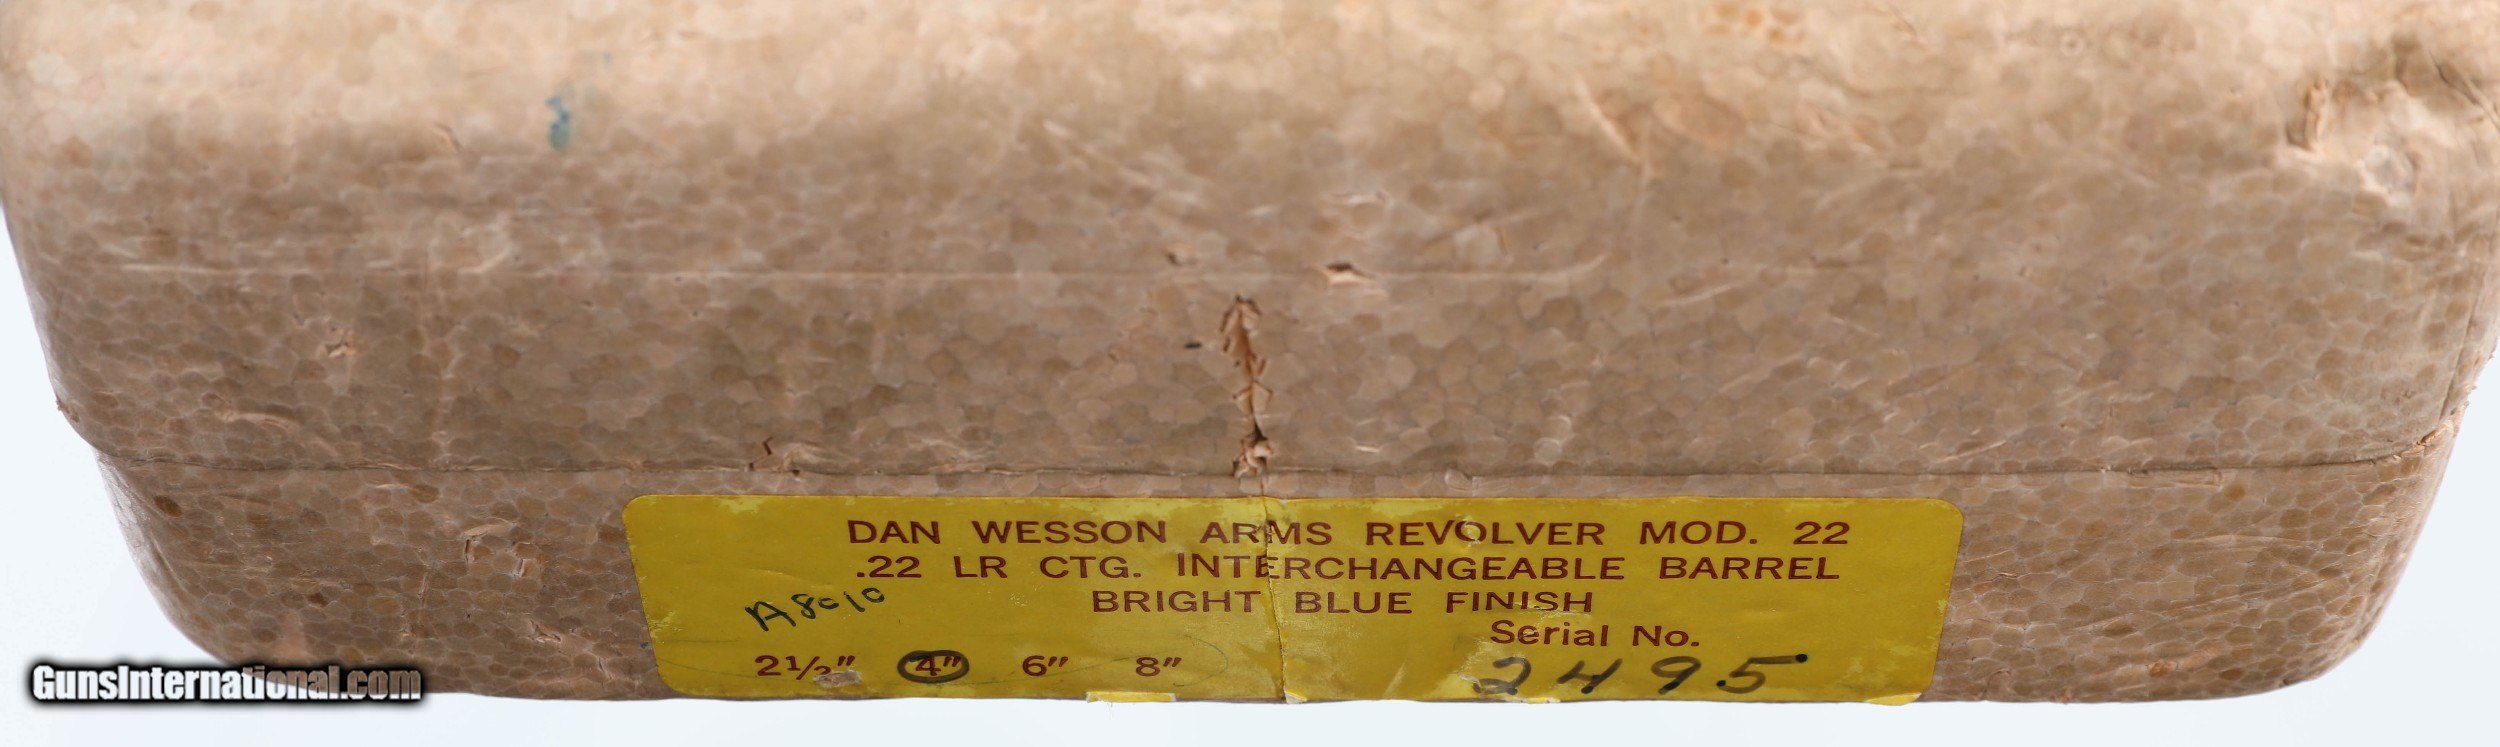 DAN WESSON ARMS REVOLVER MOD. 22
.22 LR CTG. INTERCHANGEABLE BARREL
BRIGHT BLUE FINISH
A8010
Serial No.
2½" 4" 6" 8"
2495
GunsInternational.com